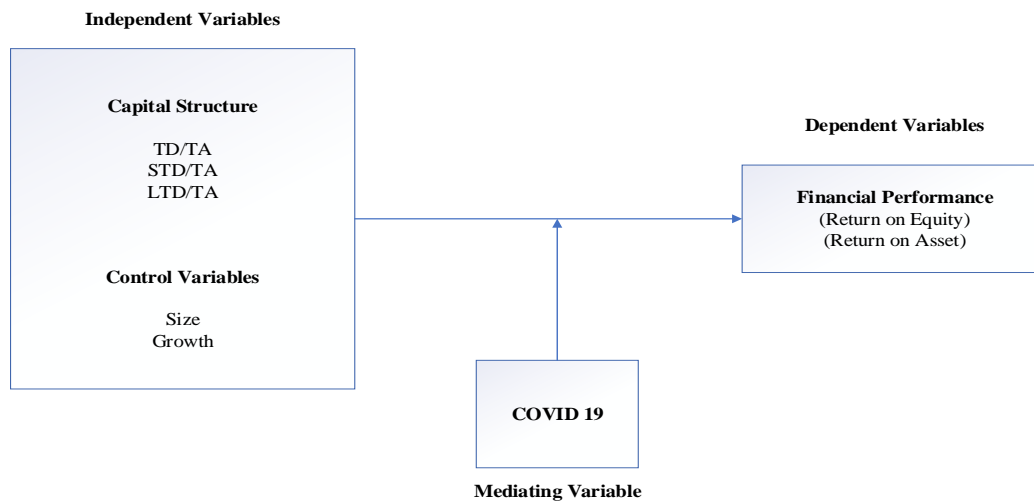 Independent Variables
Capital Structure
TD/TA
STD/TA
LTD/TA
Control Variables
Size
Growth
Dependent Variables
Financial Performance
(Return on Equity)
(Return on Asset)
COVID 19
Mediating Variable